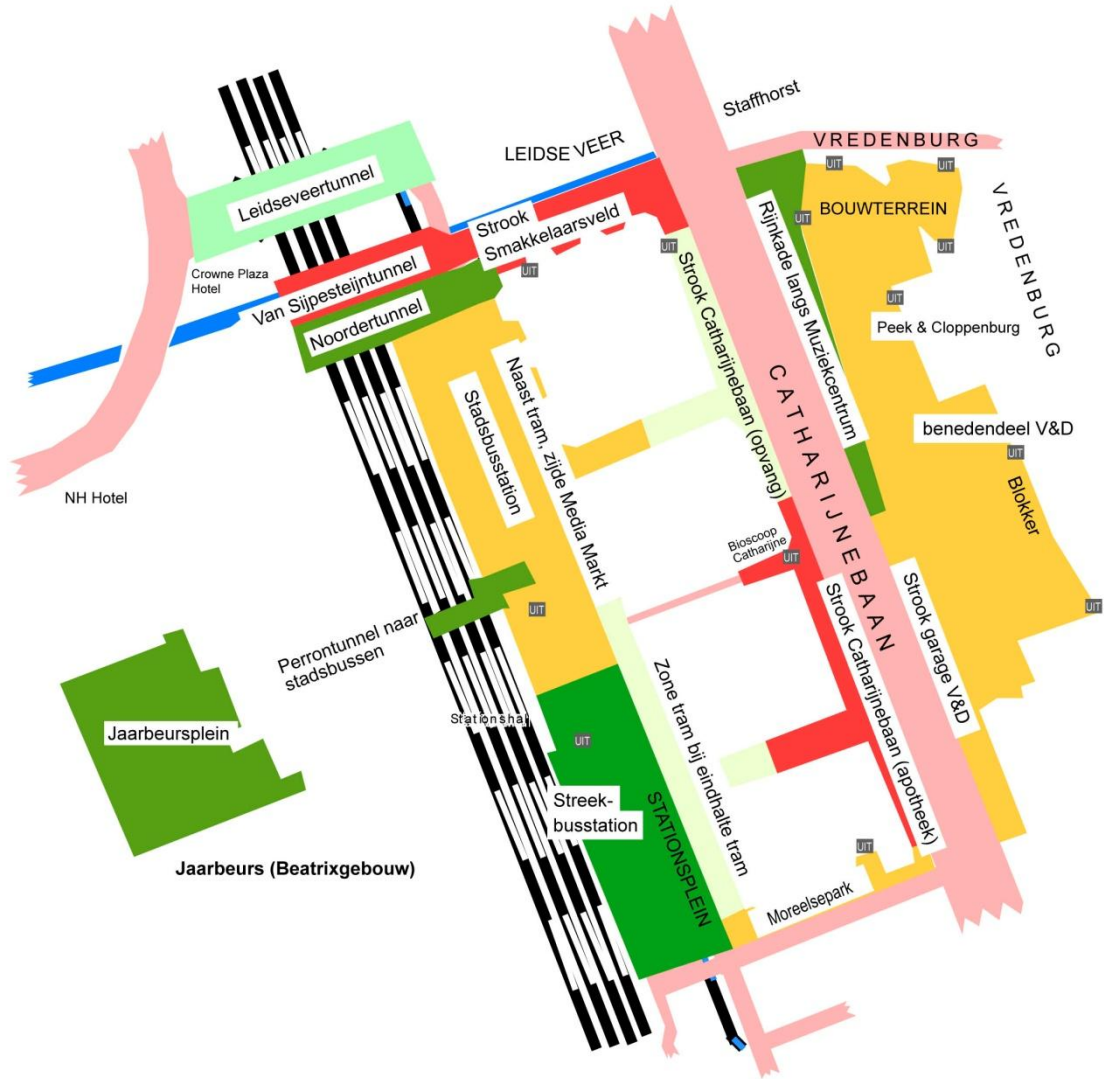 Staffhorst
VREDENBURG
LEIDSE VEER
UIT
UIT
Leidseveertunnel
BOUWTERREIN
VREDENBURG
Strook
Smakkelaarsveld
UIT
UIT
Rijnkade langs Muziekcentrum
Crowne Plaza
Hotel
Van Sijpesteijntunnel
UIT
Strook Catharijnebaan (opvang)
UIT
Noordertunnel
Peek & Cloppenburg
CATHARIJNEBAAN
Naast tram, zijde Media Markt
Stadsbusstation
benedendeel V&D
UIT
Blokker
NH Hotel
Bioscoop
Catharijne
UIT
Strook garage V&D
Strook Catharijnebaan (apotheek)
UIT
UIT
Perrontunnel naar
stadsbussen
Zone tram bij eindhalte tram
Stationshal
Jaarbeursplein
UIT
Streek-
busstation
STATIONSPLEIN
UIT
Jaarbeurs (Beatrixgebouw)
Moreelsepark